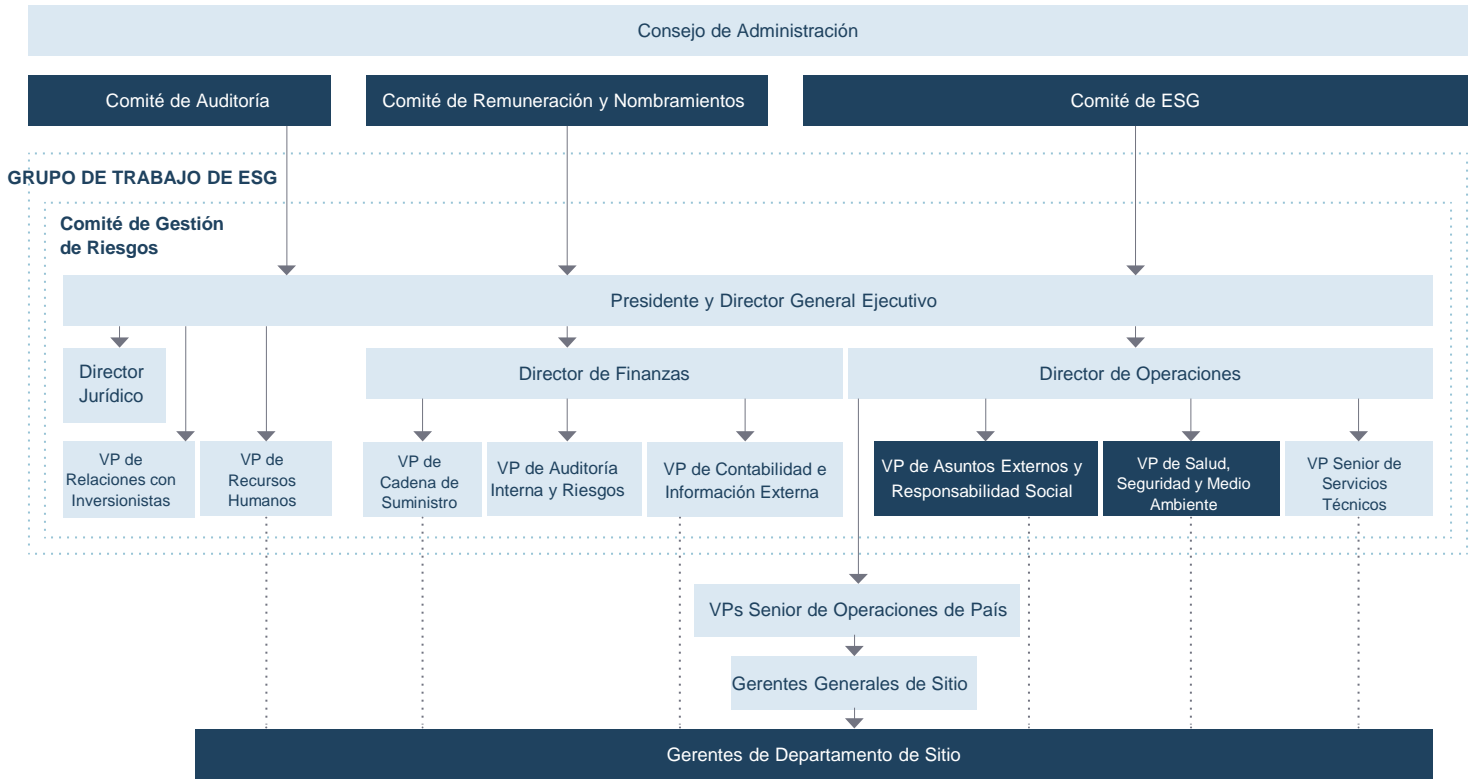 Consejo de Administración
Comité de Auditoría
Comité de Remuneración y Nombramientos
Comité de ESG
GRUPO DE TRABAJO DE ESG
Comité de Gestión
de Riesgos
Presidente y Director General Ejecutivo
Director
Jurídico
Director de Finanzas
Director de Operaciones
VP de
Relaciones con
Inversionistas
VP de
Recursos
Humanos
VP de
Cadena de
Suministro
VP de Auditoría
Interna y Riesgos
VP de Contabilidad e
Información Externa
VP de Asuntos Externos y
Responsabilidad Social
VP de Salud,
Seguridad y Medio
Ambiente
VP Senior de
Servicios
Técnicos
VPs Senior de Operaciones de País
Gerentes Generales de Sitio
Gerentes de Departamento de Sitio